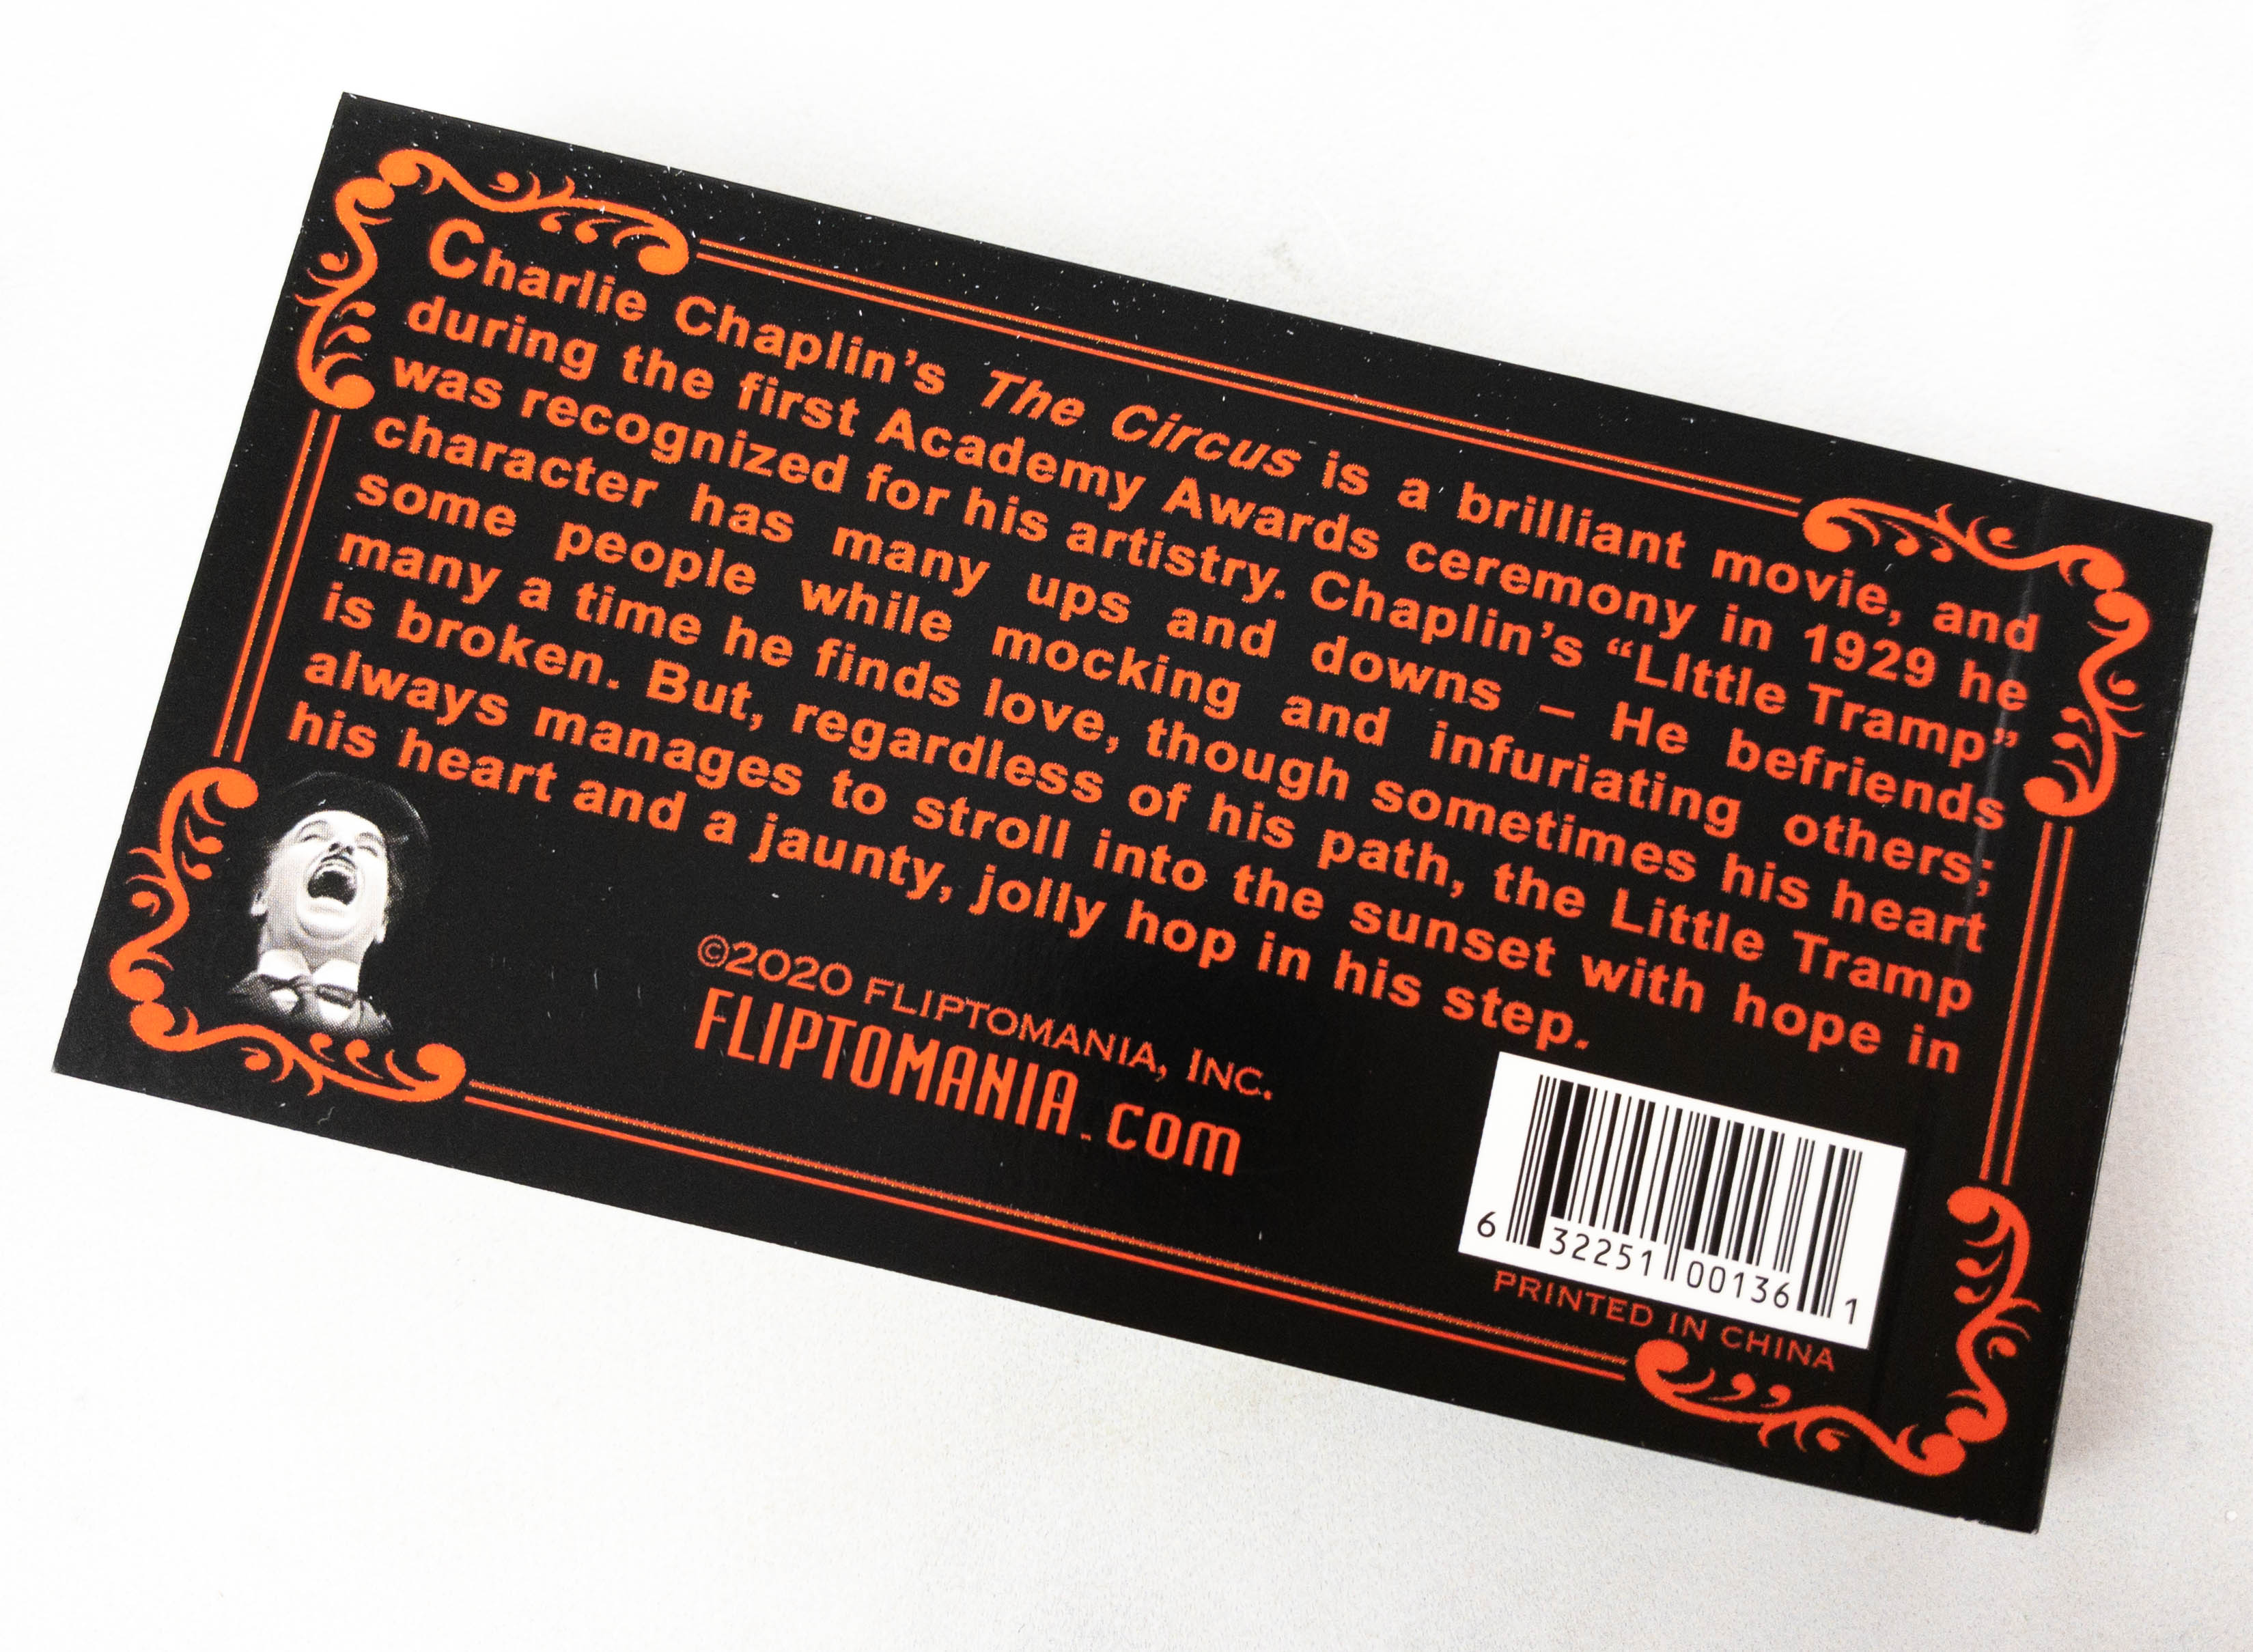 Charlie Chaplin’s The Circus is a brilliant movie, and
during the first Academy Awards ceremony in 1929 he
was recognized for his artistry. Chaplin’s “LIttle Tramp”
character has many ups and downs – He befriends
some people while mocking and infuriating others;
many a time he finds love, though sometimes his heart
is broken. But, regardless of his path, the Little Tramp
always manages to stroll into the sunset with hope in
his heart and a jaunty, jolly hop in his step.
©2020 FLIPTOMANIA, INC.
FLIPTOMANIA.com
6 32251 00136 1
PRINTED IN CHINA